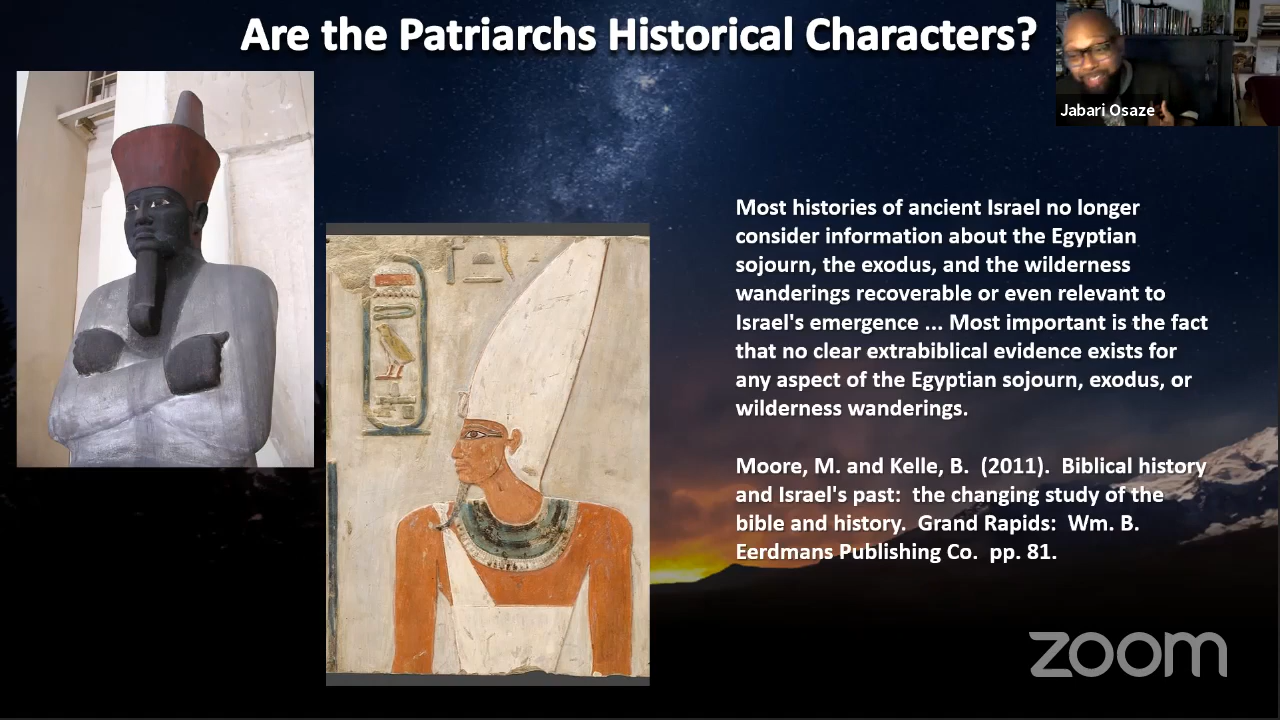 Are the Patriarchs Historical Characters?
Jabari Osaze
Most histories of ancient Israel no longer
consider information about the Egyptian
sojourn, the exodus, and the wilderness
wanderings recoverable or even relevant to
Israel's emergence ... Most important is the fact
that no clear extrabiblical evidence exists for
any aspect of the Egyptian sojourn, exodus, or
wilderness wanderings.
Moore, M. and Kelle, B. (2011). Biblical history
and Israel's past: the changing study of the
bible and history. Grand Rapids: Wm. B.
Eerdmans Publishing Co. pp. 81.
zoom